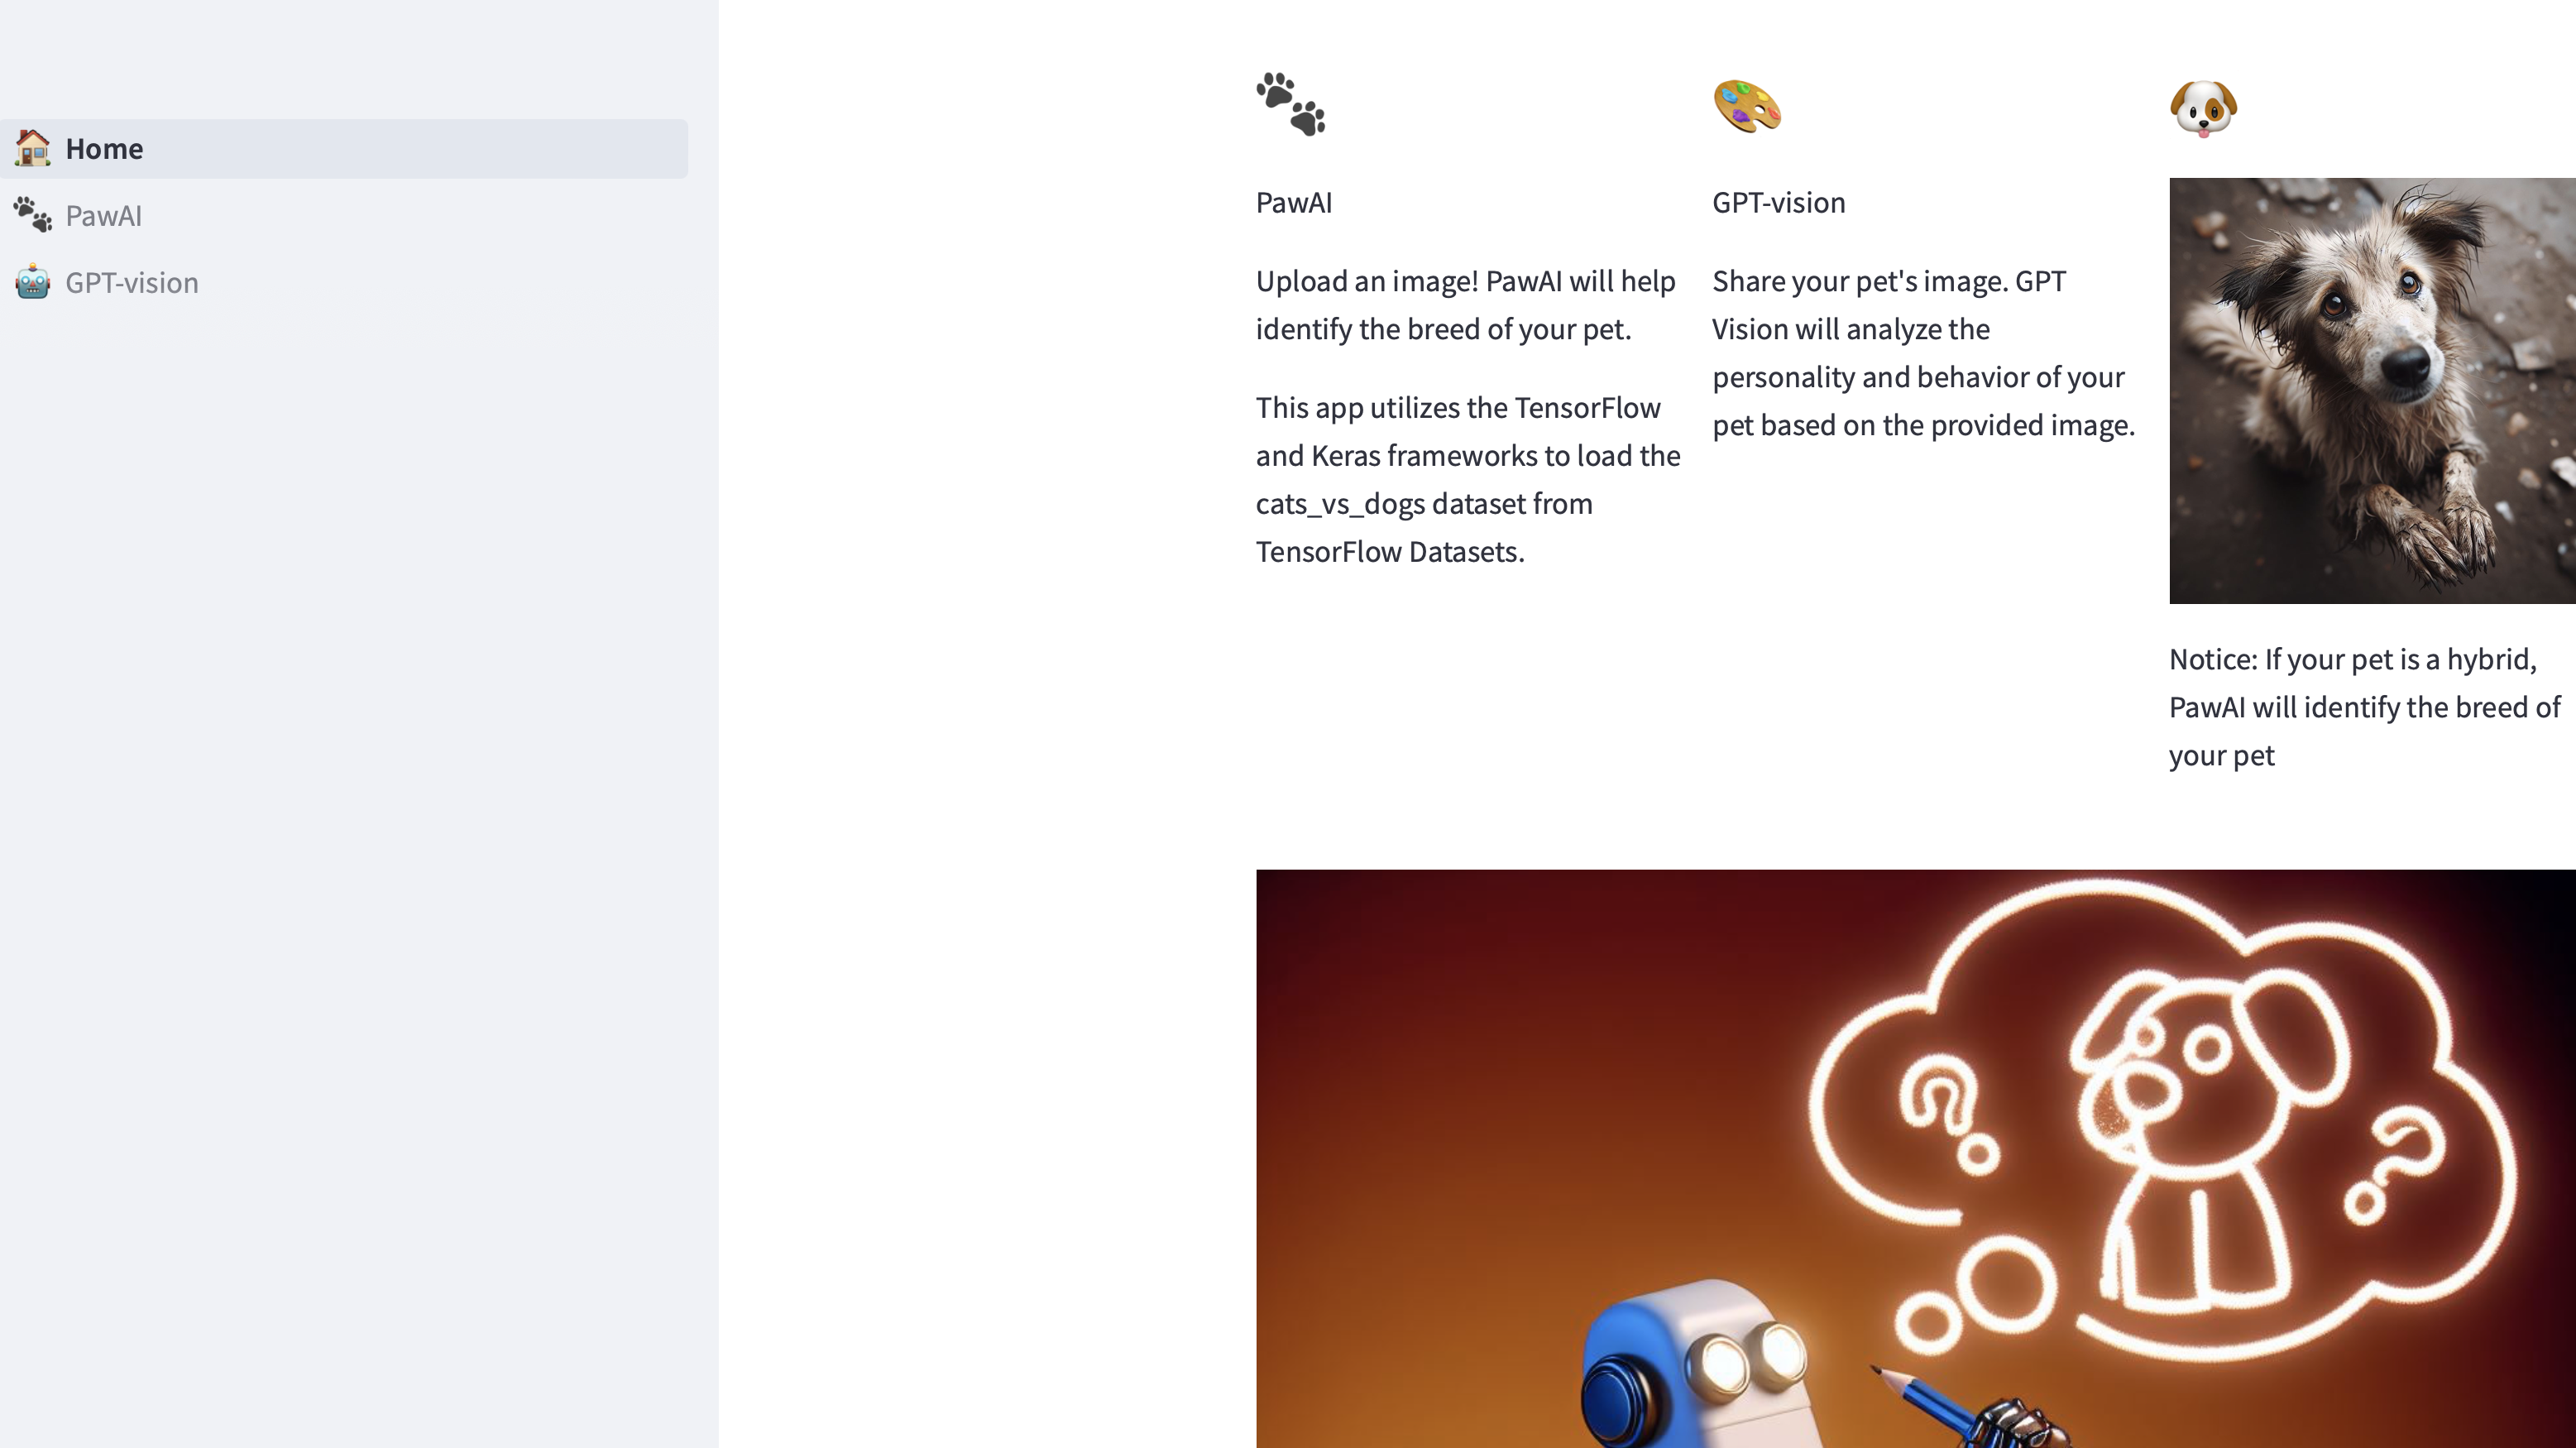 Home
PawAI
GPT-vision
PawAI
Upload an image! PawAI will help
identify the breed of your pet.
This app utilizes the TensorFlow
and Keras frameworks to load the
cats_vs_dogs dataset from
TensorFlow Datasets.
GPT-vision
Share your pet's image. GPT
Vision will analyze the
personality and behavior of your
pet based on the provided image.
Notice: If your pet is a hybrid,
PawAI will identify the breed of
your pet
?
?